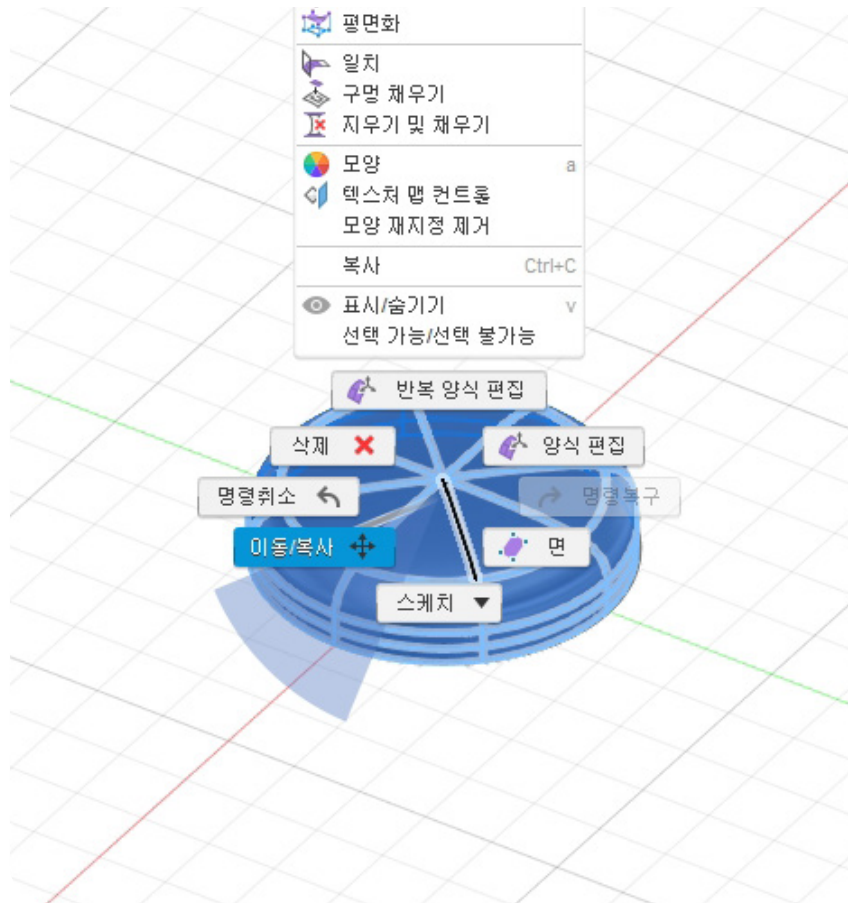 평면화
일치
구멍 채우기
지우기 및 채우기
모양 a
텍스처 맵 컨트롤
모양 재지정 제거
복사 Ctrl+C
표시/숨기기 v
선택 가능/선택 불가능
반복 양식 편집
삭제 양식 편집
명령취소 명령복구
이동/복사 면
스케치